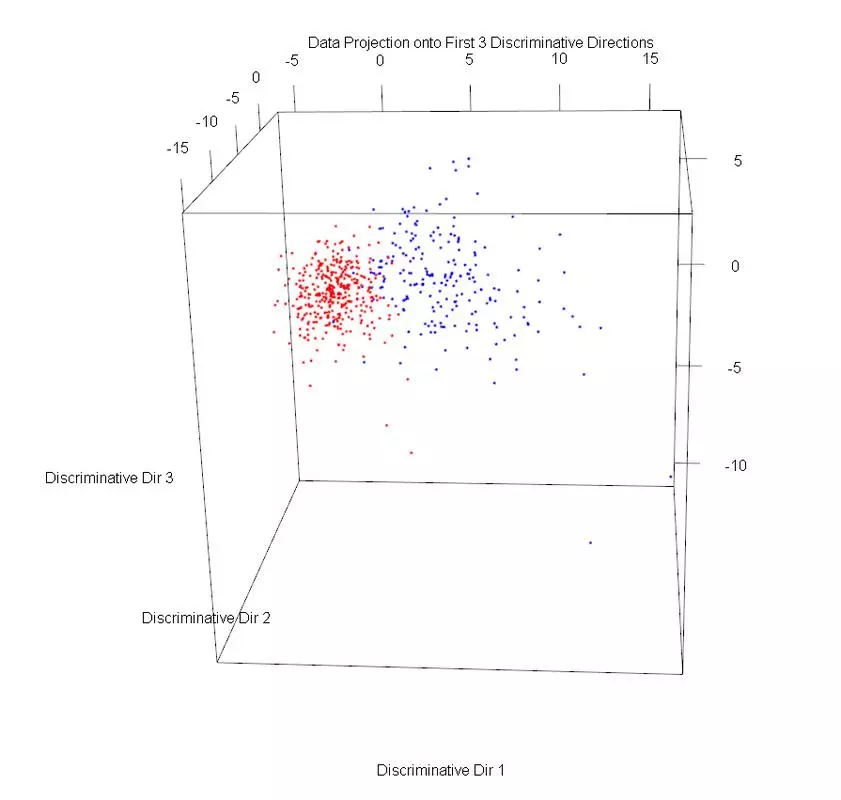 Data Projection onto First 3 Discriminative Directions
-5 0 5 10 15
0
-5
-10
-15
5
0
-5
-10
Discriminative Dir 3
Discriminative Dir 2
Discriminative Dir 1